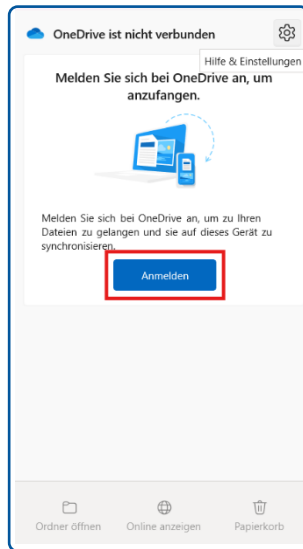 OneDrive ist nicht verbunden
Hilfe & Einstellungen
Melden Sie sich bei OneDrive an, um
anzufangen.
Melden Sie sich bei OneDrive an, um zu Ihren
Dateien zu gelangen und sie auf dieses Gerät zu
synchronisieren.
Anmelden
Ordner öffnen Online anzeigen Papierkorb